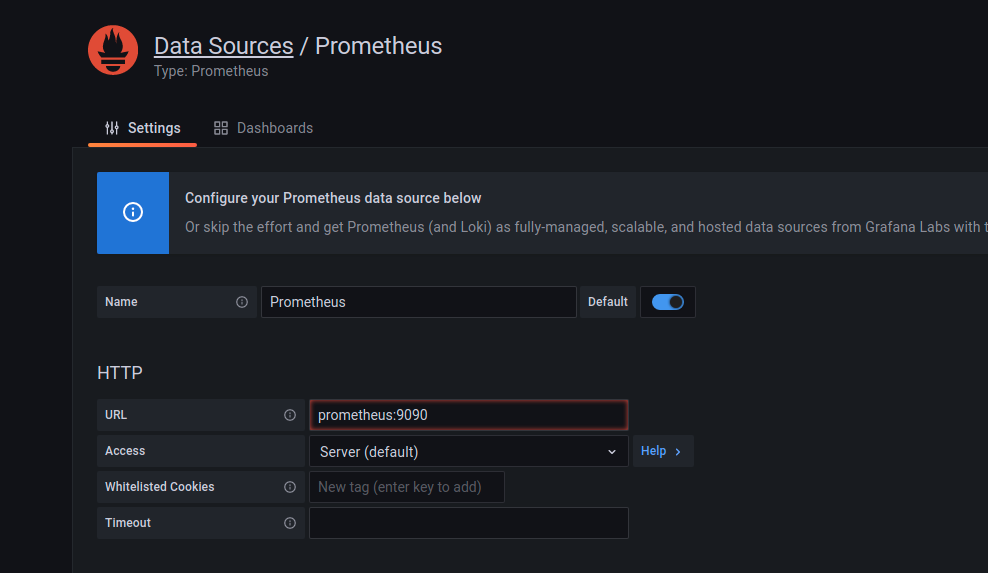 Data Sources / Prometheus
Type: Prometheus
Settings Dashboards
Configure your Prometheus data source below
Or skip the effort and get Prometheus (and Loki) as fully-managed, scalable, and hosted data sources from Grafana Labs with t
Name Prometheus Default
HTTP
URL prometheus:9090
Access Server (default) Help
Whitelisted Cookies New tag (enter key to add)
Timeout